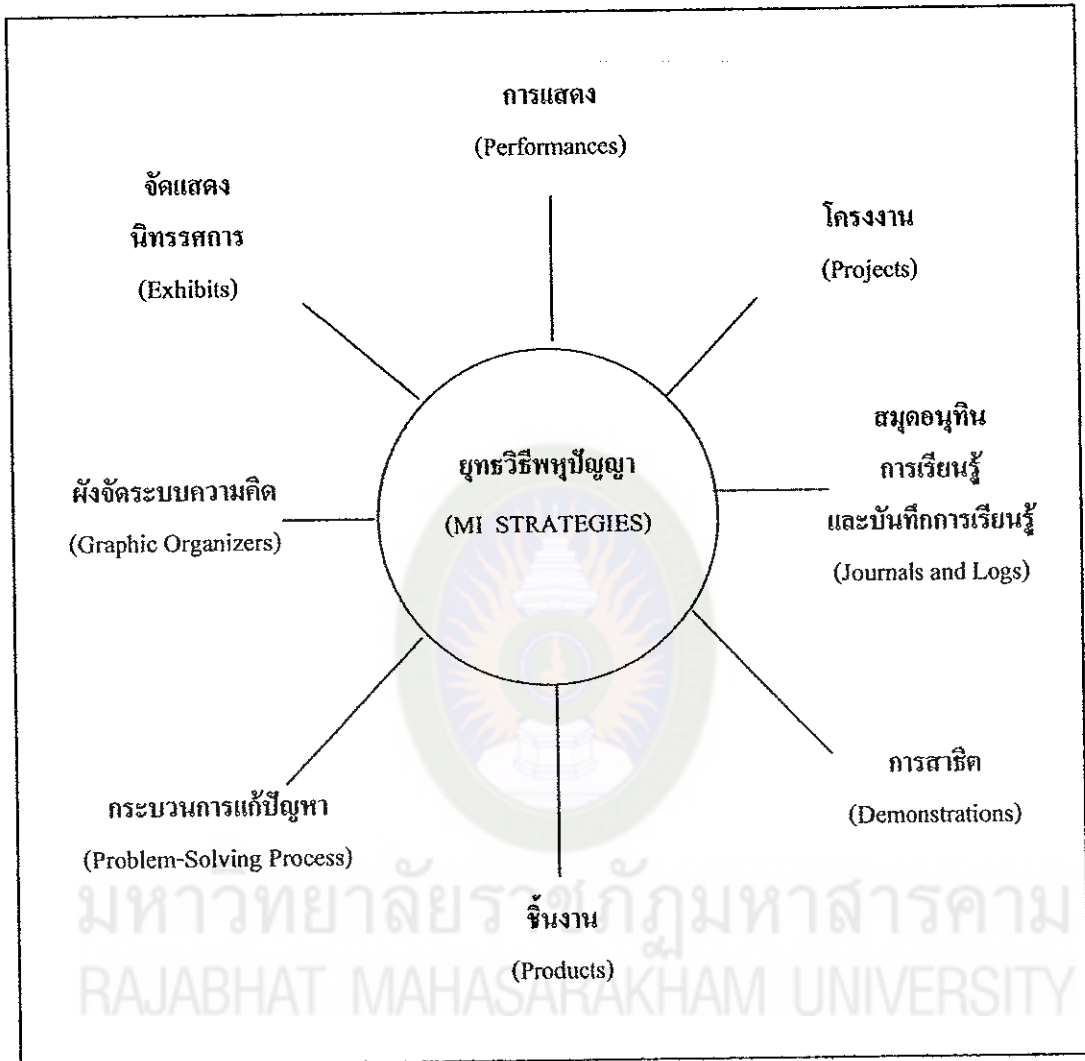 การแสดง
(Performances)
จัดแสดง
นิทรรศการ
(Exhibits)
โครงงาน
(Projects)
สมุดอนุทิน
การเรียนรู้
และบันทึกการเรียนรู้
(Journals and Logs)
ยุทธวิธีพหุปัญญา
(MI STRATEGIES)
ผังจัดระบบความคิด
(Graphic Organizers)
การสาธิต
(Demonstrations)
กระบวนการแก้ปัญหา
(Problem-Solving Process)
ชิ้นงาน
(Products)
มหาวิทยาลัยราชภัฏมหาสารคาม
RAJABHAT MAHASARAKHAM UNIVERSITY